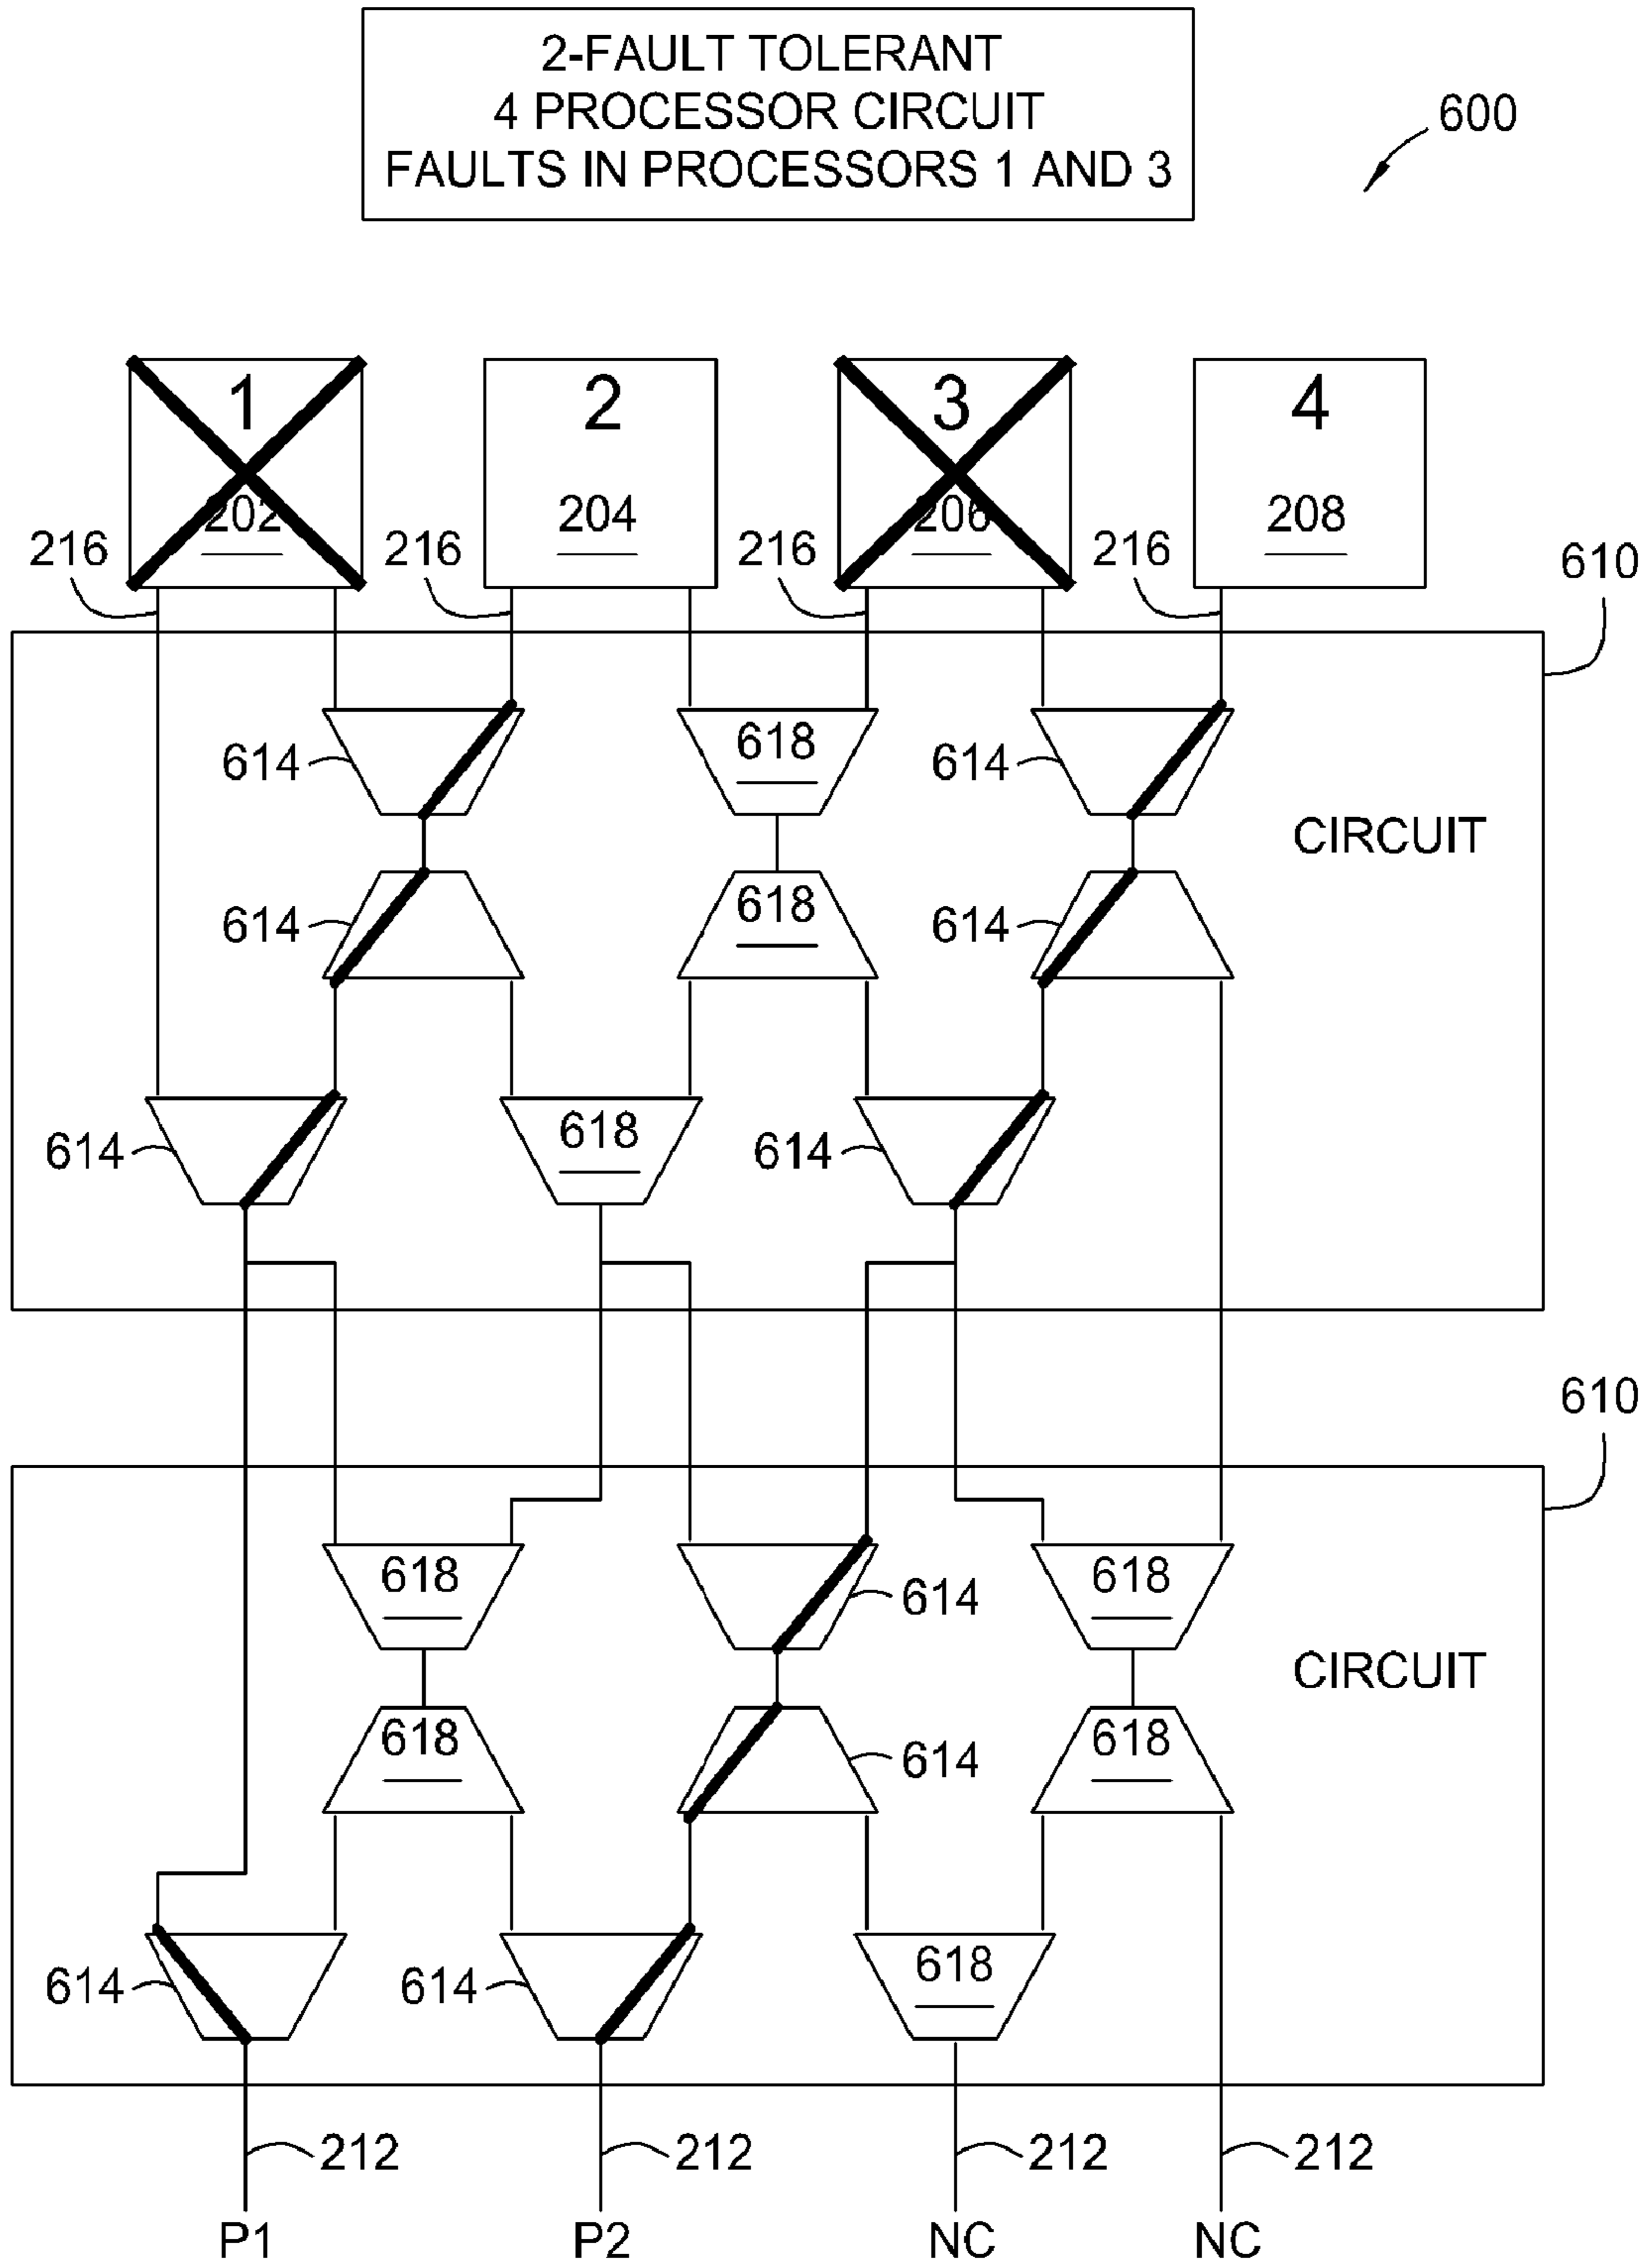 2-FAULT TOLERANT
4 PROCESSOR CIRCUIT
FAULTS IN PROCESSORS 1 AND 3
600
1 2 3 4
202 204 206 208
216 216 216 216
610
614 618 614
CIRCUIT
614 618 614
614 618 614
610
618 614 618
CIRCUIT
618 614 618
614 614 618
212 212 212 212
P1 P2 NC NC